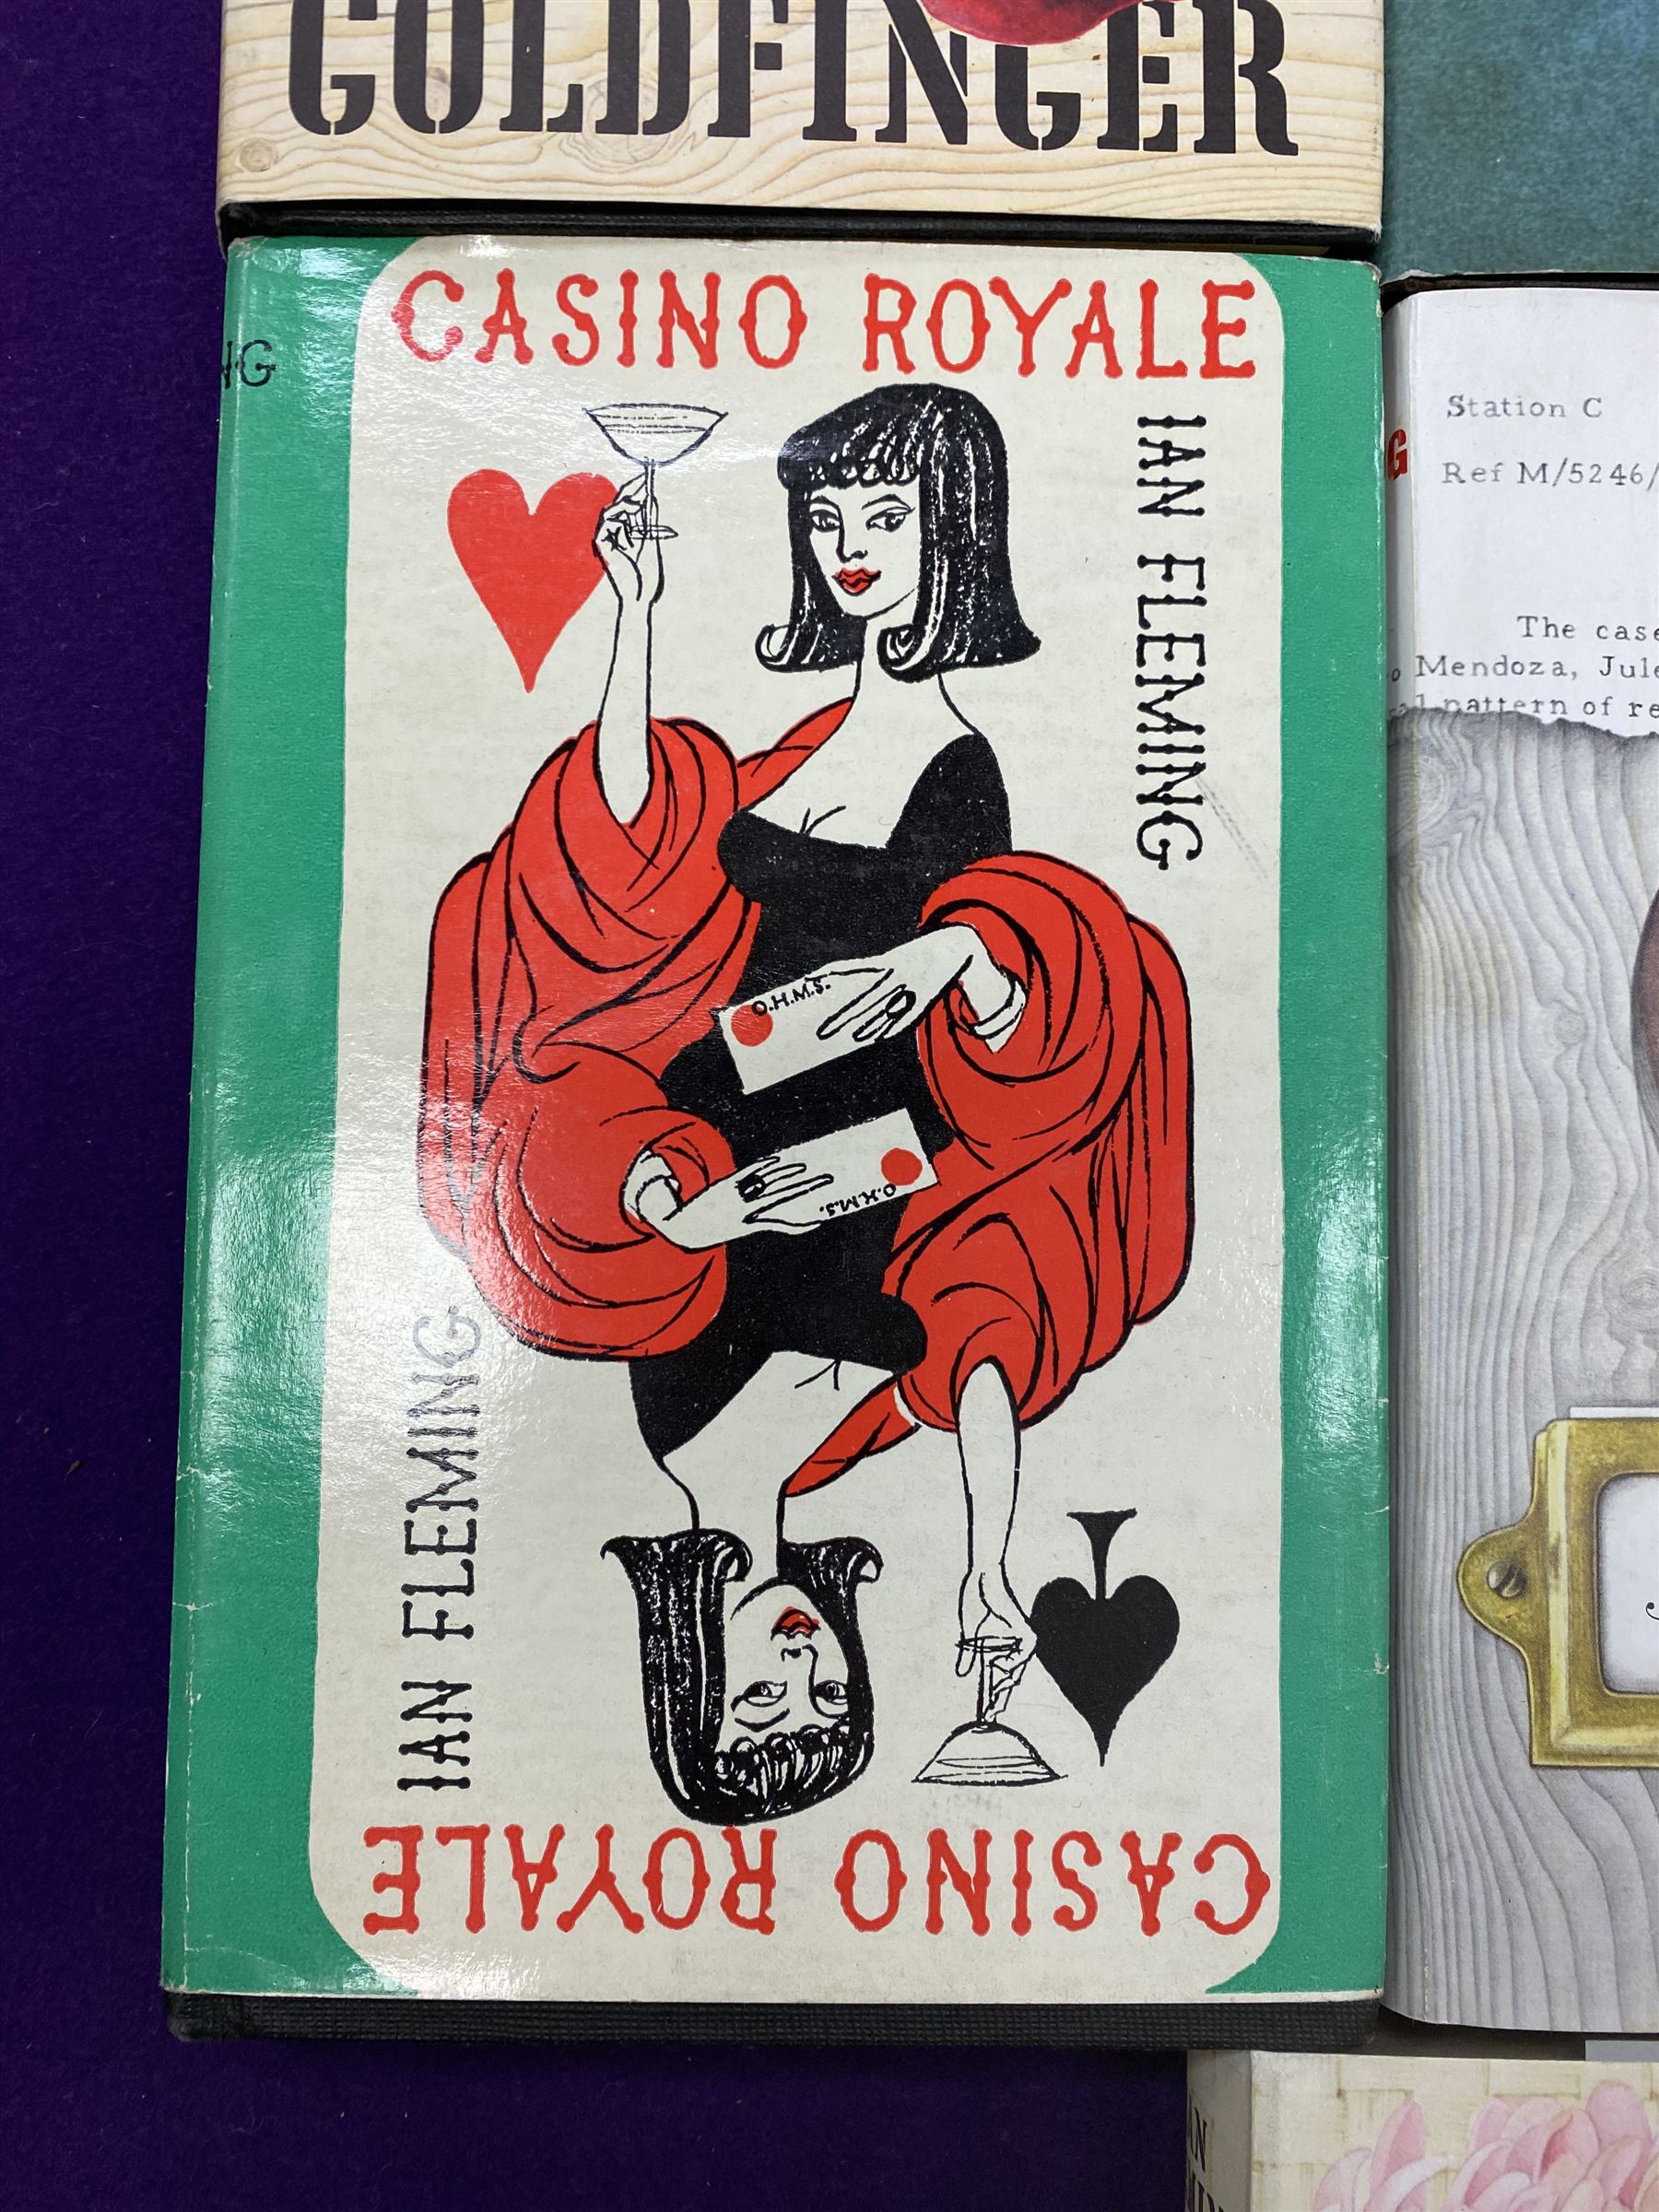 GOLDFINGER
NG
CASINO ROYALE
IAN FLEMING
O.H.M.S.
O.H.M.S.
IAN FLEMING
CASINO ROYALE
G
Station C
Ref M/5246/
The case
Mendoza, Jule
pattern of re